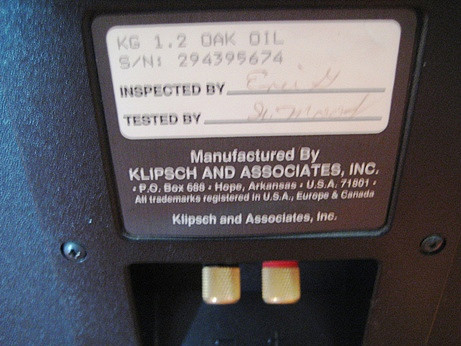 KG 1.2 OAK OIL
S/N: 294395674
INSPECTED BY
TESTED BY
Manufactured By
KLIPSCH AND ASSOCIATES, INC.
• P.O. Box 688 • Hope, Arkansas • U.S.A. 71801 •
All trademarks registered in U.S.A., Europe & Canada
Klipsch and Associates, Inc.